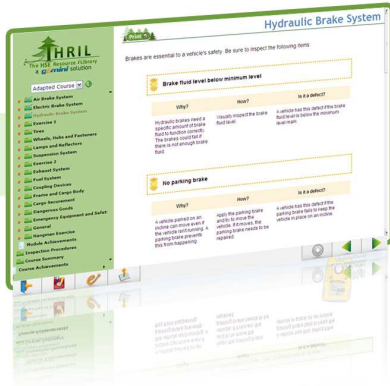 Hydraulic Brake System
THRIL
The HSE Resource I-Library
a gemini solution
Adapted Course
Air Brake System
Electric Brake System
Hydraulic Brake System
Exercise 1
Tires
Wheels, Hubs and Fasteners
Lamps and Reflectors
Suspension System
Exercise 2
Exhaust System
Fuel System
Coupling Devices
Frame and Cargo Body
Cargo Securement
Dangerous Goods
Emergency Equipment and Safet
General
Hangman Exercise
Module Achievements
Inspection Procedures
Course Summary
Course Achievements
Brakes are essential to a vehicle's safety. Be sure to inspect the following items
Brake fluid level below minimum level
Why?
How?
Is it a defect?
Hydraulic brakes need a
specific amount of brake
fluid to function correctly.
The brakes could fail if
there is not enough brake
fluid.
Visually inspect the brake
fluid level.
A vehicle has this defect if the brake
fluid level is below the minimum
level mark.
No parking brake
Why?
How?
Is it a defect?
A vehicle parked on an
incline can move even if
the vehicle isn't running. A
parking brake prevents
this from happening.
Apply the parking brake
and try to move the
vehicle. If it moves, the
parking brake needs to be
repaired.
A vehicle has this defect if the
parking brake fails to keep the
vehicle in place on an incline.